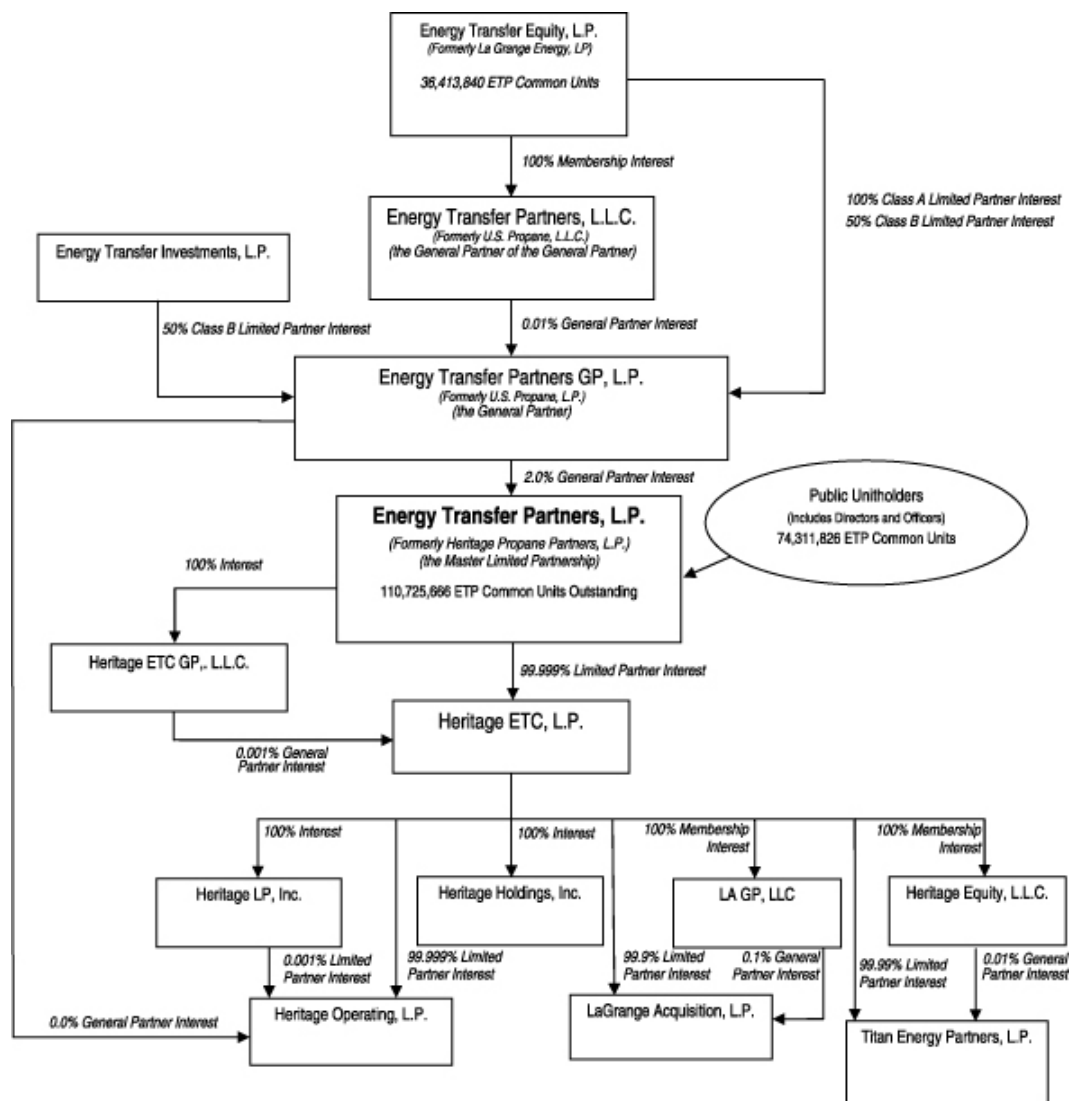 Energy Transfer Equity, L.P.
(Formerly La Grange Energy, LP)
36,413,840 ETP Common Units
100% Membership Interest
100% Class A Limited Partner Interest
50% Class B Limited Partner Interest
Energy Transfer Partners, L.L.C.
(Formerly U.S. Propane, L.L.C.)
(the General Partner of the General Partner)
Energy Transfer Investments, L.P.
50% Class B Limited Partner Interest
0.01% General Partner Interest
Energy Transfer Partners GP, L.P.
(Formerly U.S. Propane, L.P.)
(the General Partner)
2.0% General Partner Interest
Public Unitholders
(includes Directors and Officers)
74,311,826 ETP Common Units
Energy Transfer Partners, L.P.
(Formerly Heritage Propane Partners, L.P.)
(the Master Limited Partnership)
110,725,666 ETP Common Units Outstanding
100% Interest
Heritage ETC GP,. L.L.C.
99.999% Limited Partner Interest
Heritage ETC, L.P.
0.001% General
Partner Interest
100% Interest
100% Interest
100% Membership
Interest
100% Membership
Interest
Heritage LP, Inc.
Heritage Holdings, Inc.
LA GP, LLC
Heritage Equity, L.L.C.
0.001% Limited
Partner Interest
99.999% Limited
Partner Interest
99.9% Limited
Partner Interest
0.1% General
Partner Interest
99.99% Limited
Partner Interest
0.01% General
Partner Interest
0.0% General Partner Interest
Heritage Operating, L.P.
LaGrange Acquisition, L.P.
Titan Energy Partners, L.P.